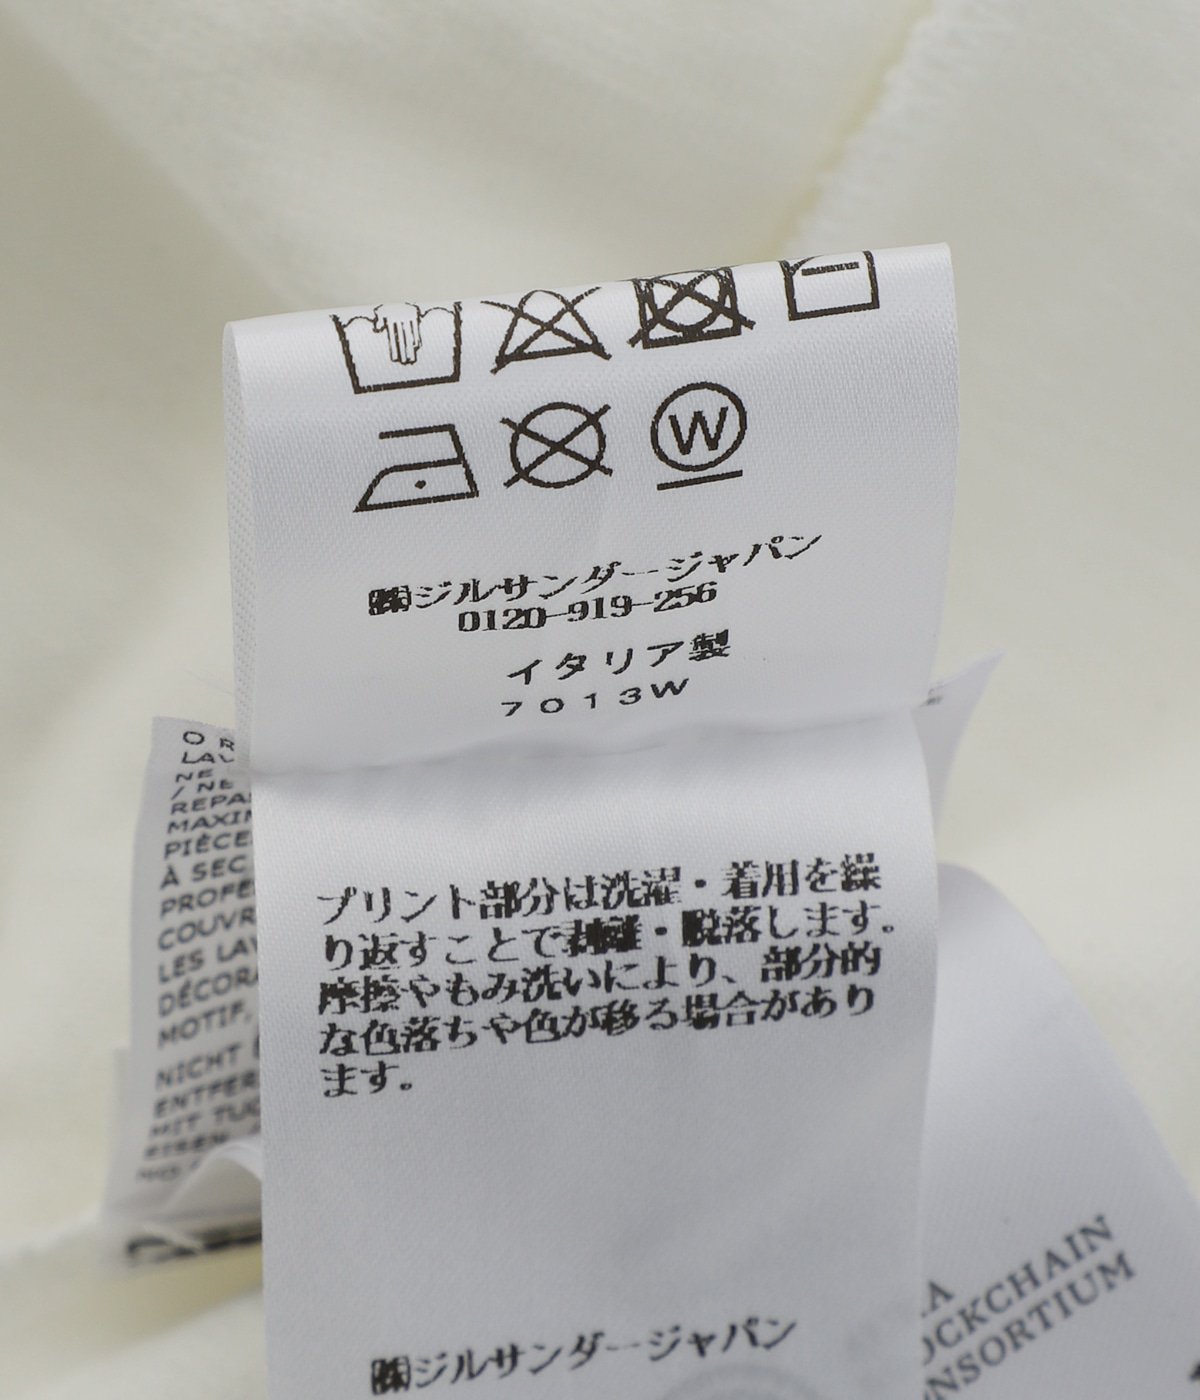 W
㈱ジルサンダージャパン
0120-919-256
イタリア製
7013W
プリント部分は洗濯・着用を繰
り返すことで剥離・脱落します。
摩擦やもみ洗いにより、部分的
な色落ちや色が移る場合があり
ます。
㈱ジルサンダージャパン
O
LA
NE
/ NE
REPA
MAXIM
PIÈCE
À SEC
PROFE
COUVR
LES LAV
DÉCORA
MOTIF,
NICHT
ENTFER
MIT TUC
OCKCHAIN
NSORTIUM